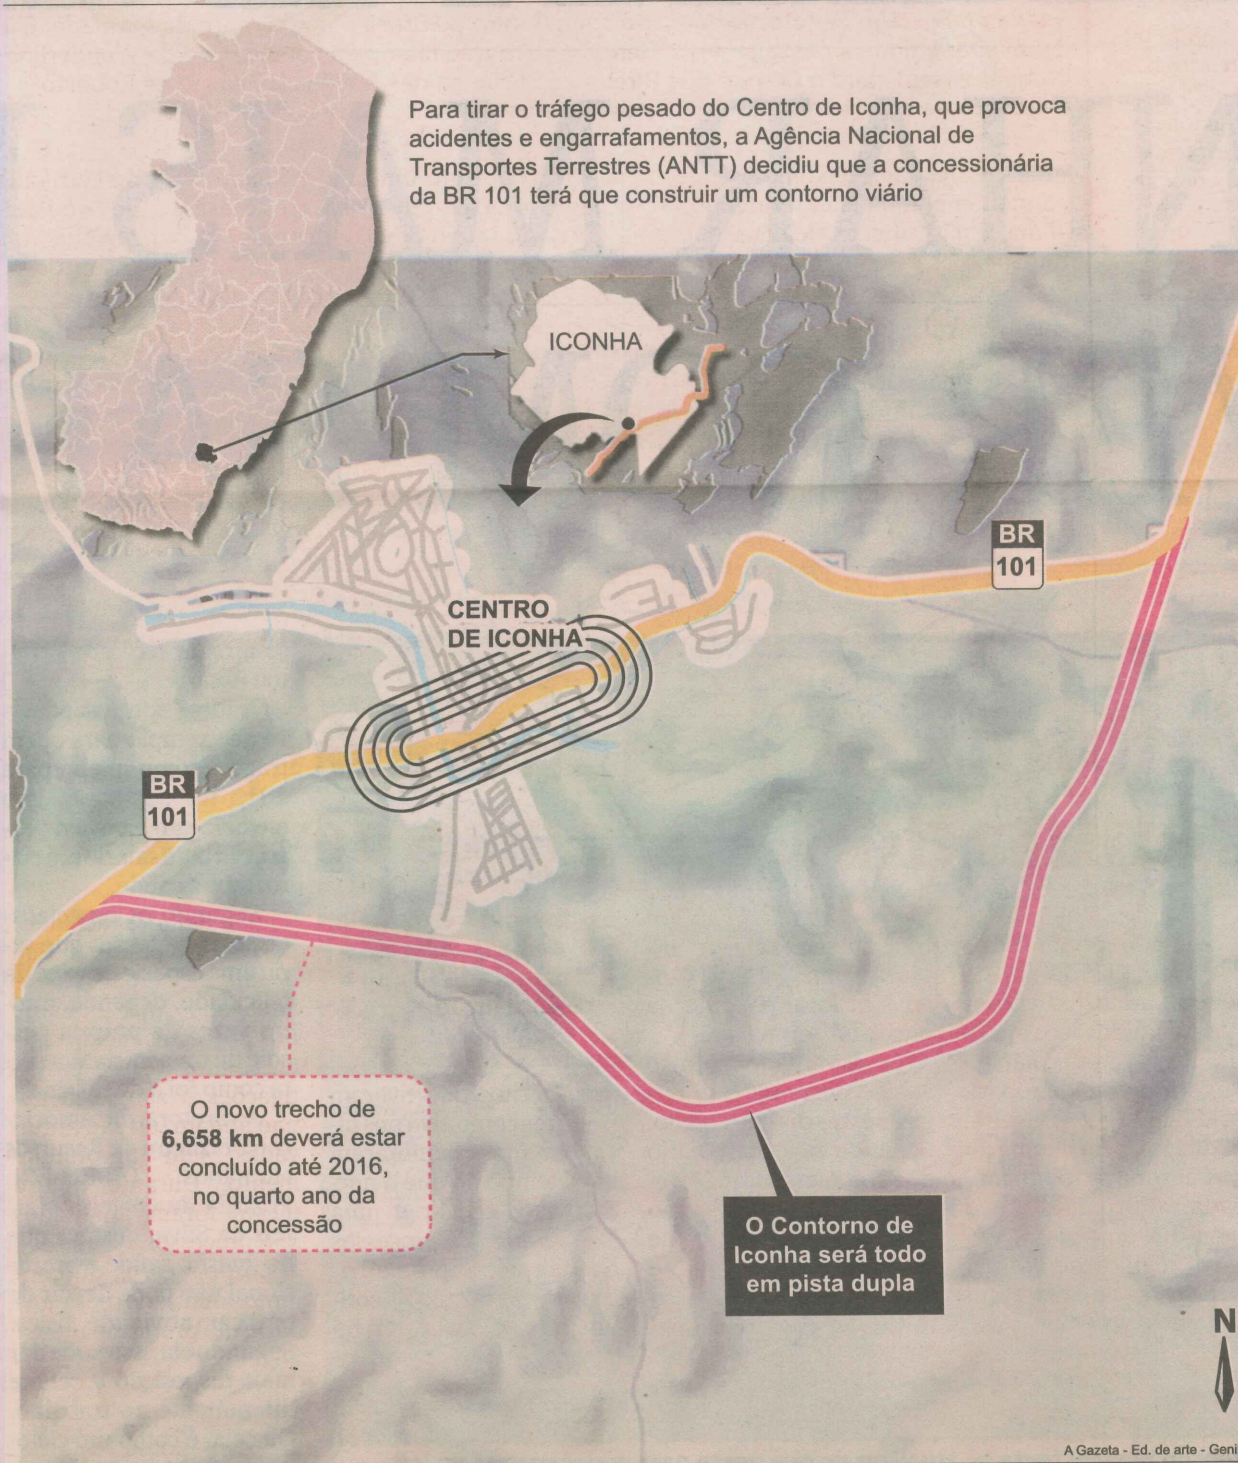 Para tirar o tráfego pesado do Centro de Iconha, que provoca
acidentes e engarrafamentos, a Agência Nacional de
Transportes Terrestres (ANTT) decidiu que a concessionária
da BR 101 terá que construir um contorno viário
ICONHA
BR
101
CENTRO
DE ICONHA
BR
101
O novo trecho de
6,658 km deverá estar
concluído até 2016,
no quarto ano da
concessão
O Contorno de
Iconha será todo
em pista dupla
N
A Gazeta - Ed. de arte - Geni